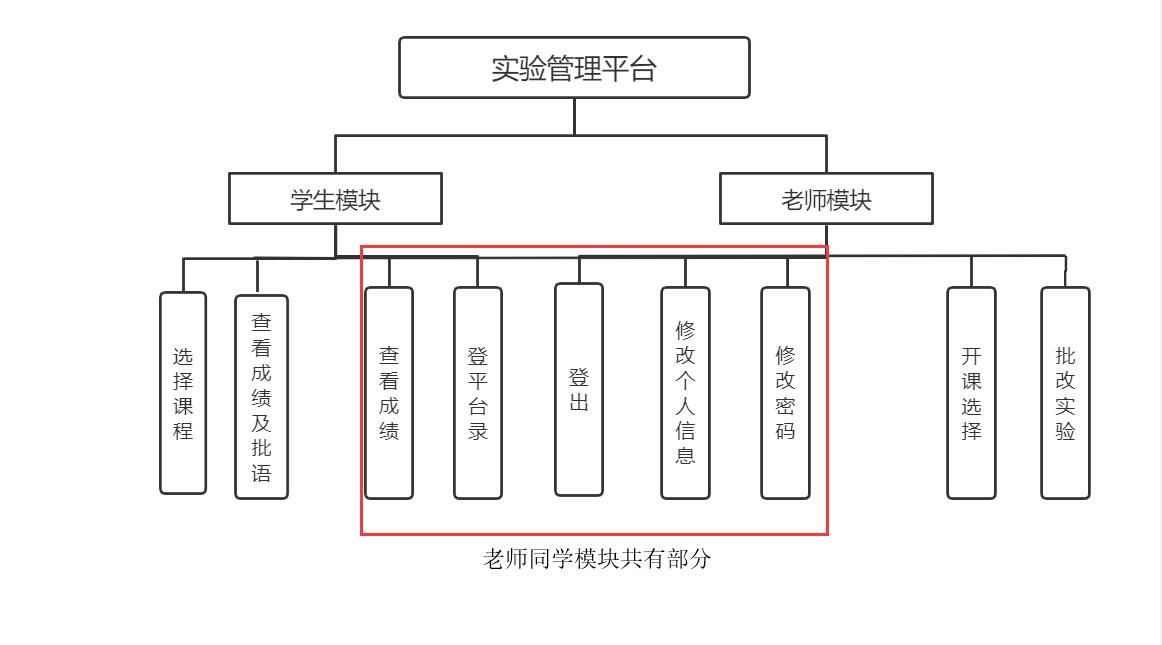 实验管理平台
学生模块
老师模块
选择课程
查看成绩及批语
查看成绩
登平台录
登出
修改个人信息
修改密码
开课选择
批改实验
老师同学模块共有部分